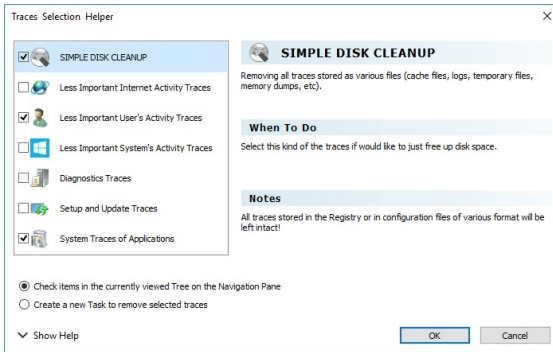 Traces Selection Helper
SIMPLE DISK CLEANUP
Less Important Internet Activity Traces
Less Important User's Activity Traces
Less Important System's Activity Traces
Diagnostics Traces
Setup and Update Traces
System Traces of Applications
SIMPLE DISK CLEANUP
Removing all traces stored as various files (cache files, logs, temporary files,
memory dumps, etc).
When To Do
Select this kind of the traces if would like to just free up disk space.
Notes
All traces stored in the Registry or in configuration files of various format will be
left intact!
Check items in the currently viewed Tree on the Navigation Pane
Create a new Task to remove selected traces
Show Help
OK
Cancel